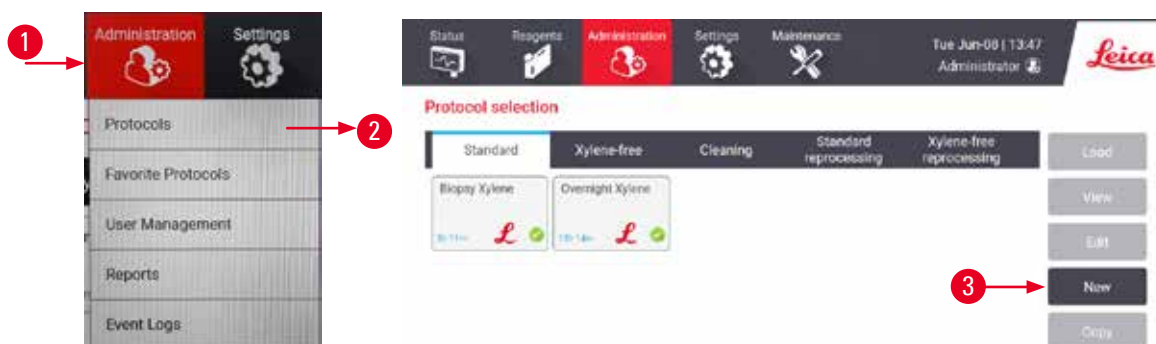 1
Administration
Settings
Protocols
2
Favorite Protocols
User Management
Reports
Event Logs
Status
Reagents
Administration
Settings
Maintenance
Tue Jun-08 | 13:47
Administrator
Leica
Protocol selection
Standard
Xylene-free
Cleaning
Standard
reprocessing
Xylene-free
reprocessing
Biopsy Xylene
Overnight Xylene
Load
View
Edit
3
New
Copy